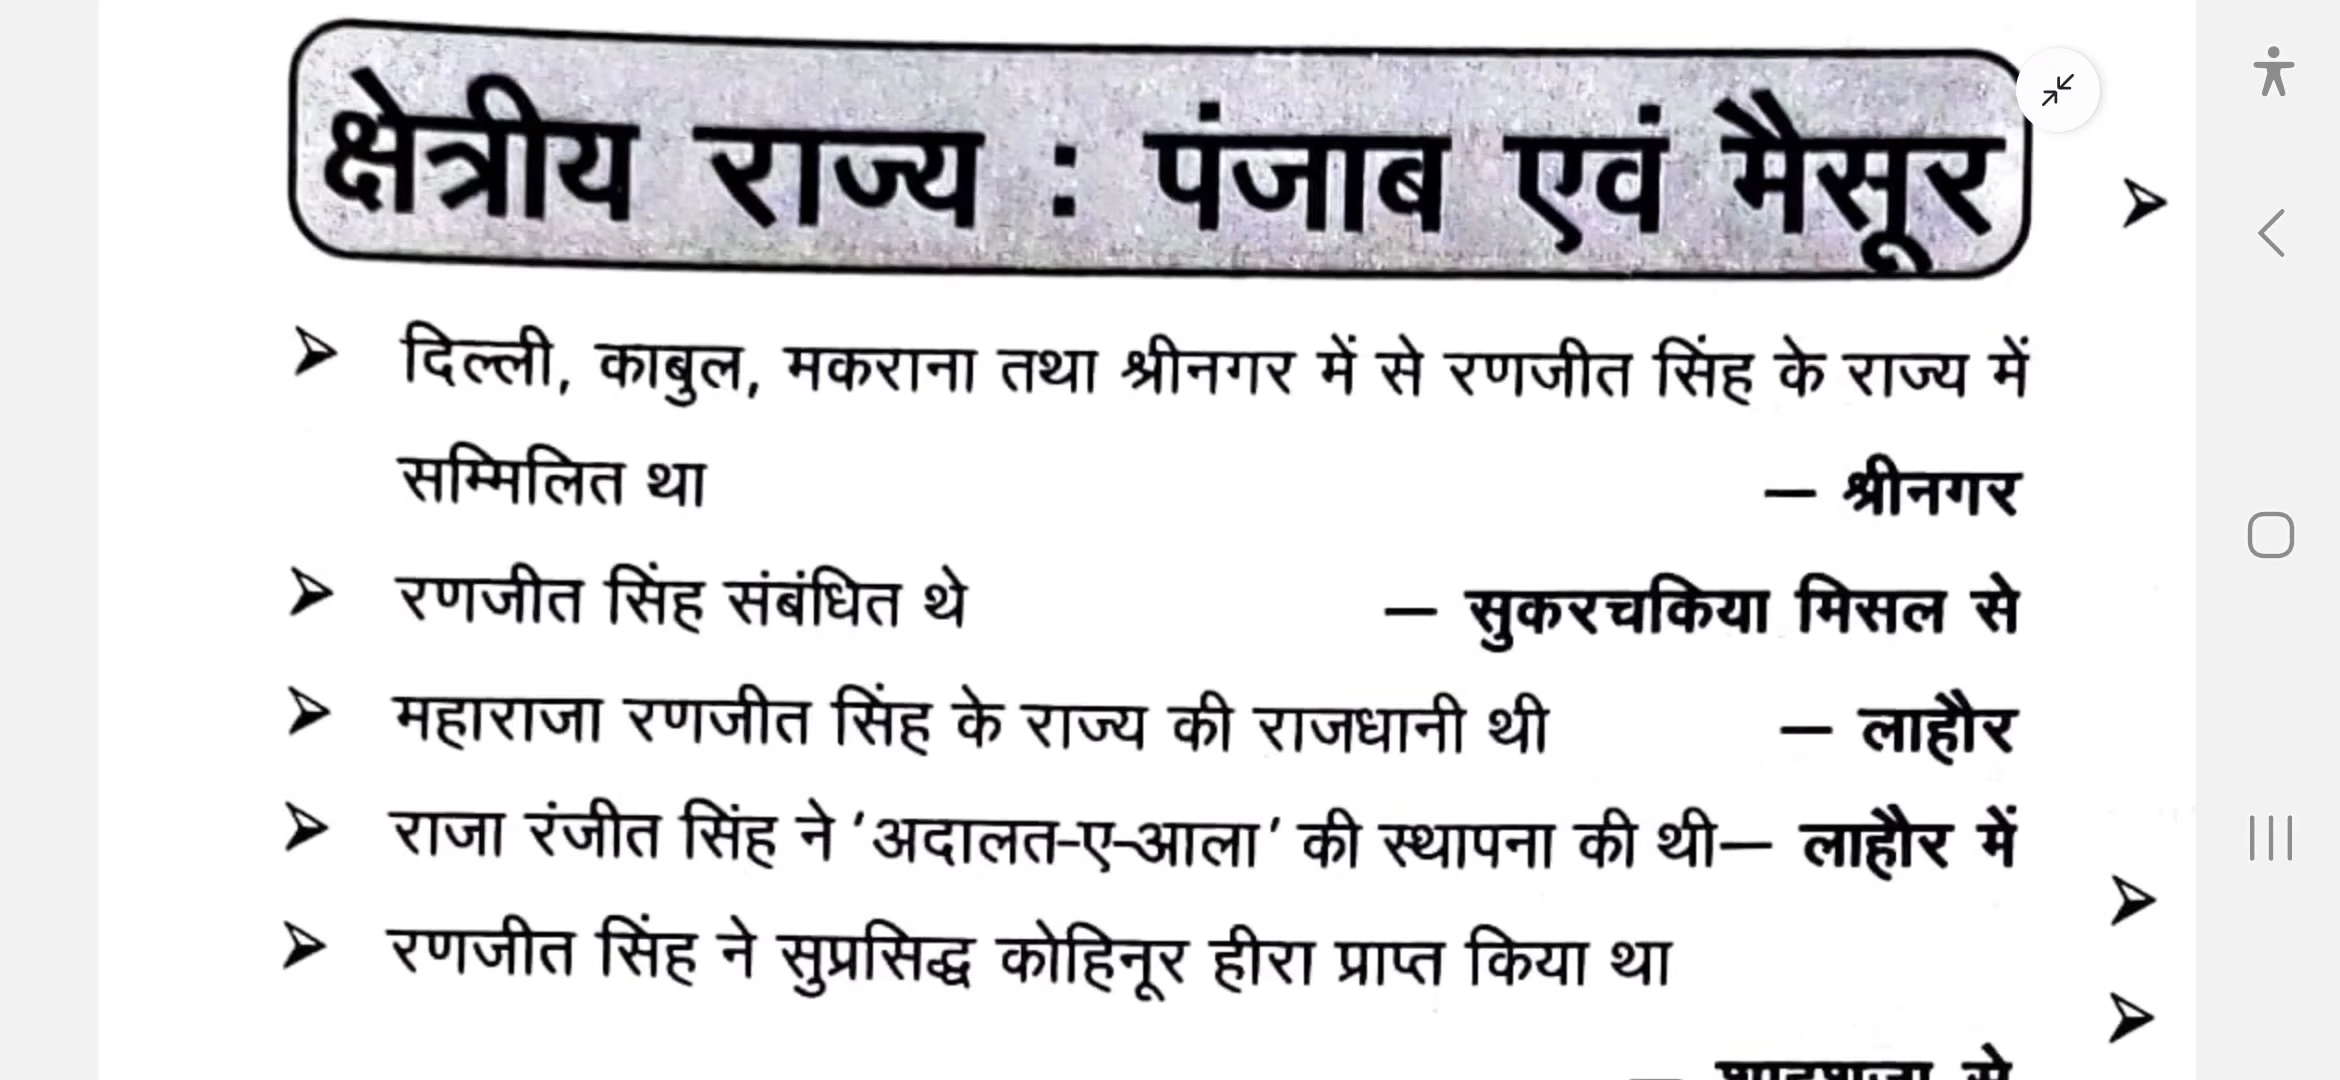 क्षेत्रीय राज्य : पंजाब एवं मैसूर
➢ दिल्ली, काबुल, मकराना तथा श्रीनगर में से रणजीत सिंह के राज्य में
सम्मिलित था — श्रीनगर
➢ रणजीत सिंह संबंधित थे — सुकरचकिया मिसल से
➢ महाराजा रणजीत सिंह के राज्य की राजधानी थी — लाहौर
➢ राजा रंजीत सिंह ने 'अदालत-ए-आला' की स्थापना की थी— लाहौर में
➢ रणजीत सिंह ने सुप्रसिद्ध कोहिनूर हीरा प्राप्त किया था
— से